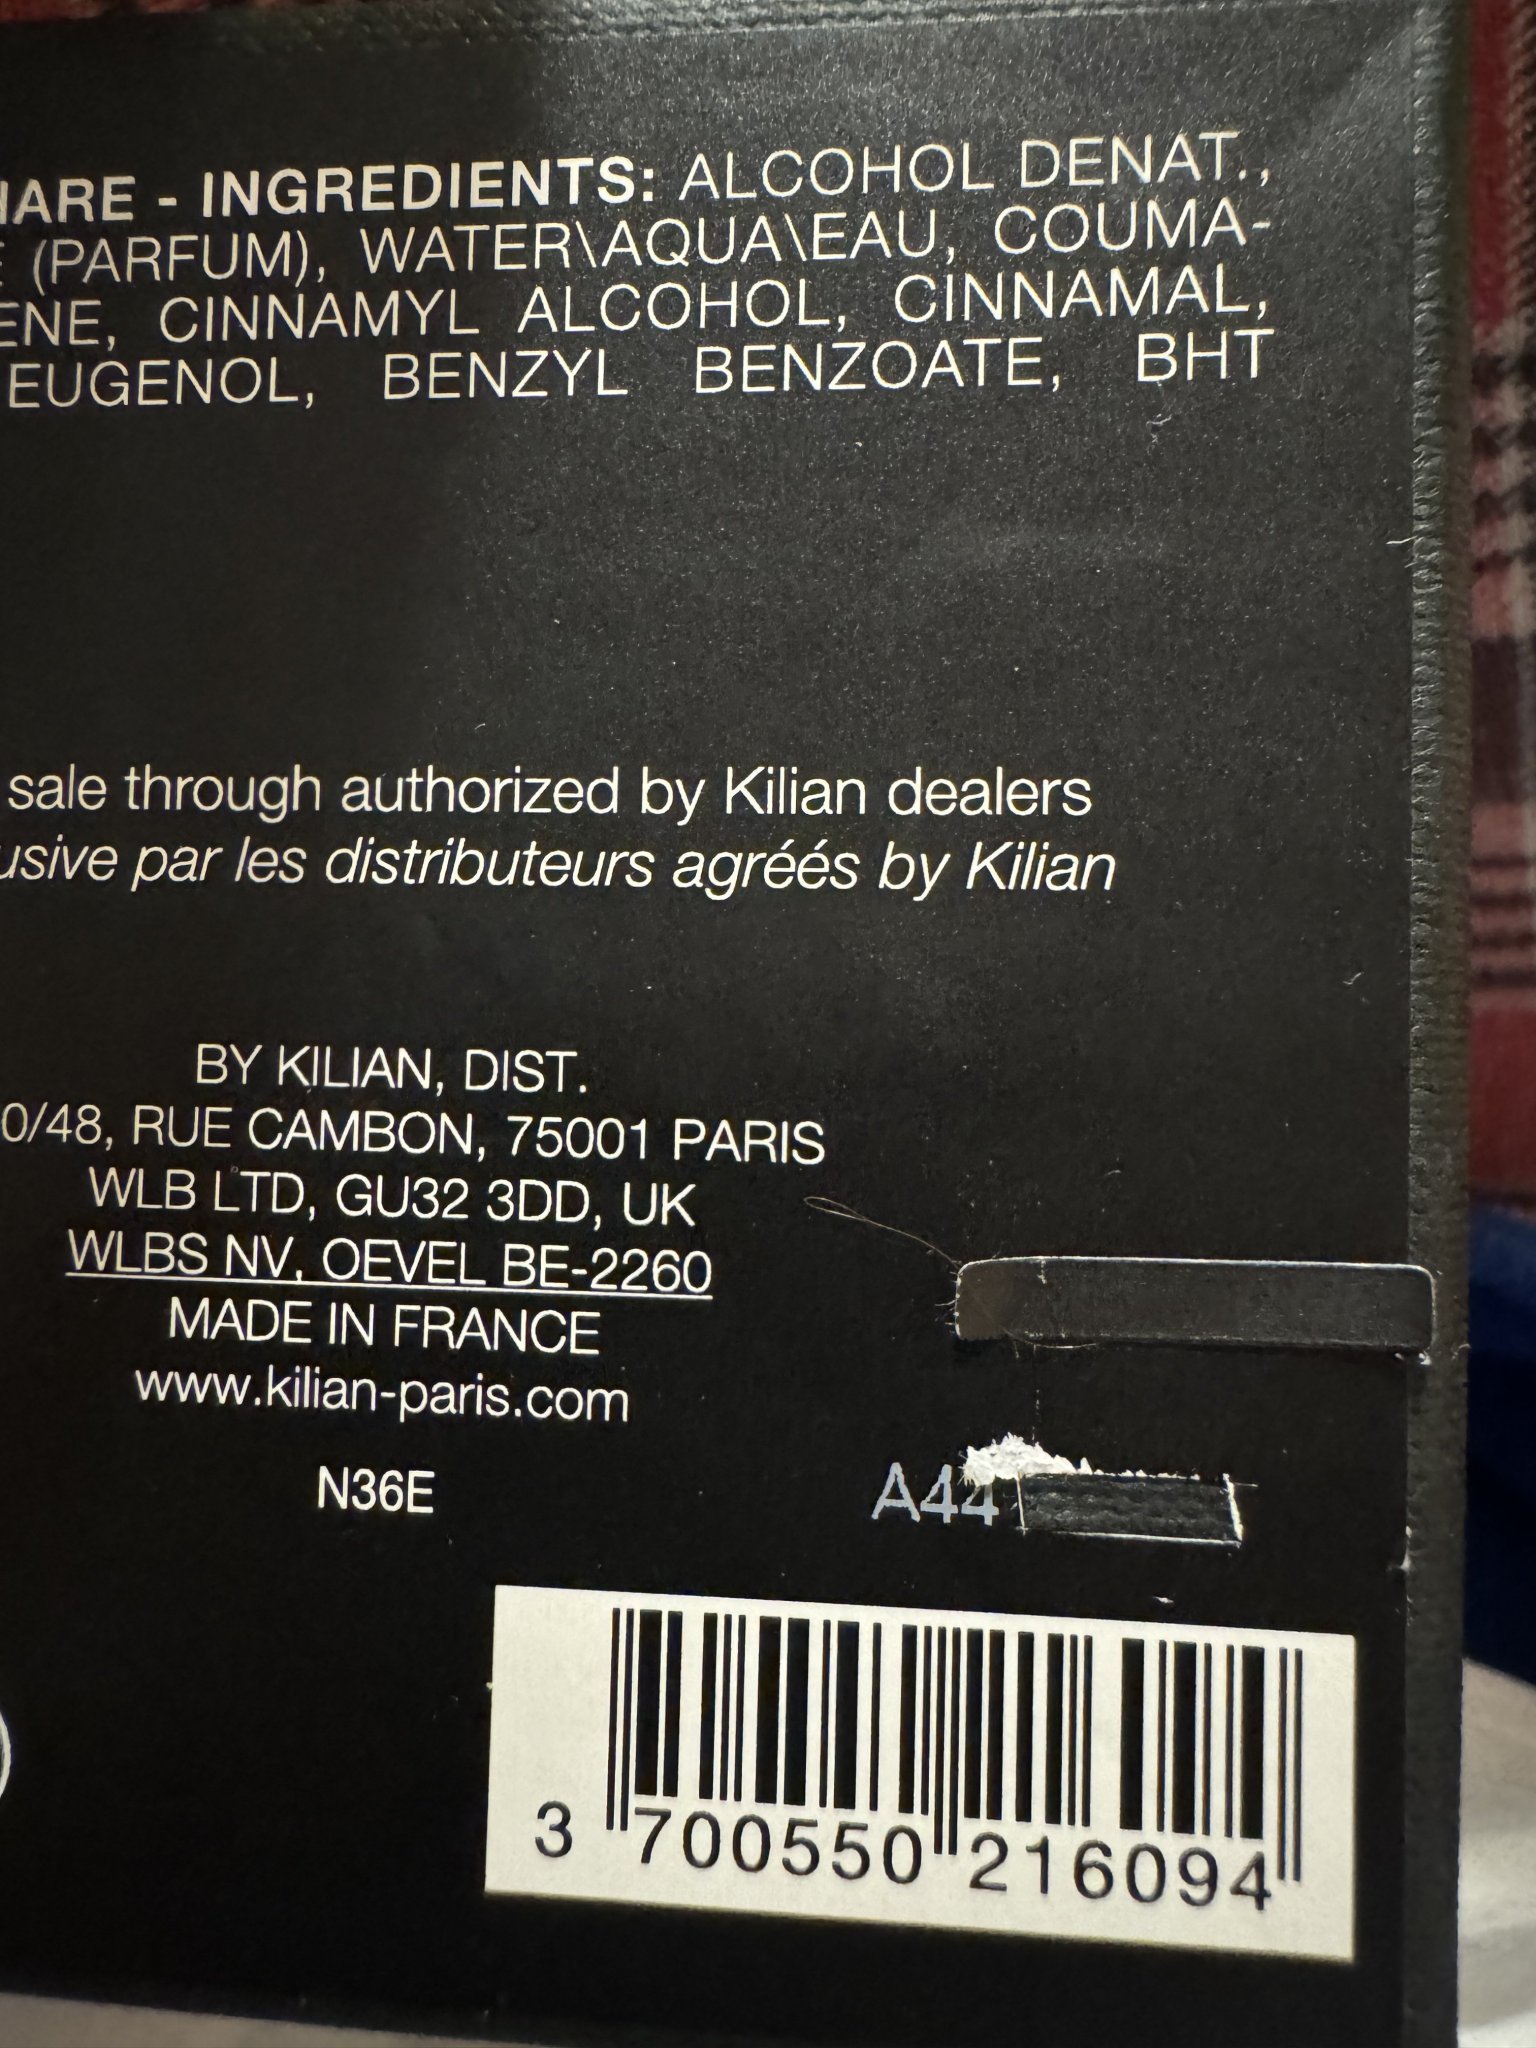 HARE - INGREDIENTS: ALCOHOL DENAT.,
E (PARFUM), WATER\AQUA\EAU, COUMA-
ENE, CINNAMYL ALCOHOL, CINNAMAL,
EUGENOL, BENZYL BENZOATE, BHT
sale through authorized by Kilian dealers
usive par les distributeurs agréés by Kilian
BY KILIAN, DIST.
0/48, RUE CAMBON, 75001 PARIS
WLB LTD, GU32 3DD, UK
WLBS NV, OEVEL BE-2260
MADE IN FRANCE
www.kilian-paris.com
N36E
A44
3 700550 216094